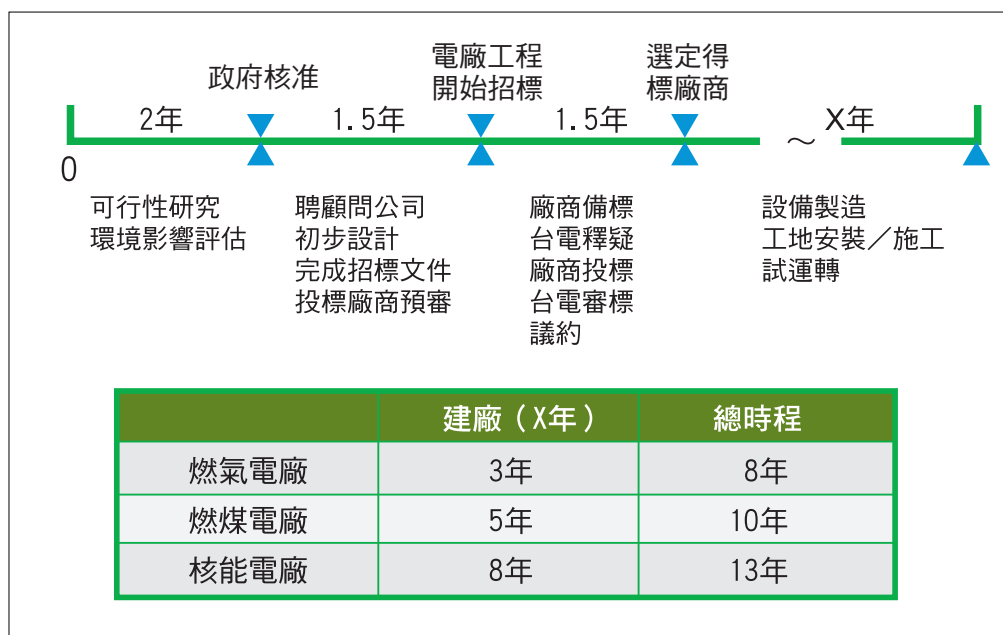 政府核准
電廠工程
開始招標
選定得
標廠商
2年
1.5年
1.5年
X年
0
~
可行性研究
環境影響評估
聘顧問公司
初步設計
完成招標文件
投標廠商預審
廠商備標
台電釋疑
廠商投標
台電審標
議約
設備製造
工地安裝／施工
試運轉
建廠（X年） 總時程
燃氣電廠 3年 8年
燃煤電廠 5年 10年
核能電廠 8年 13年